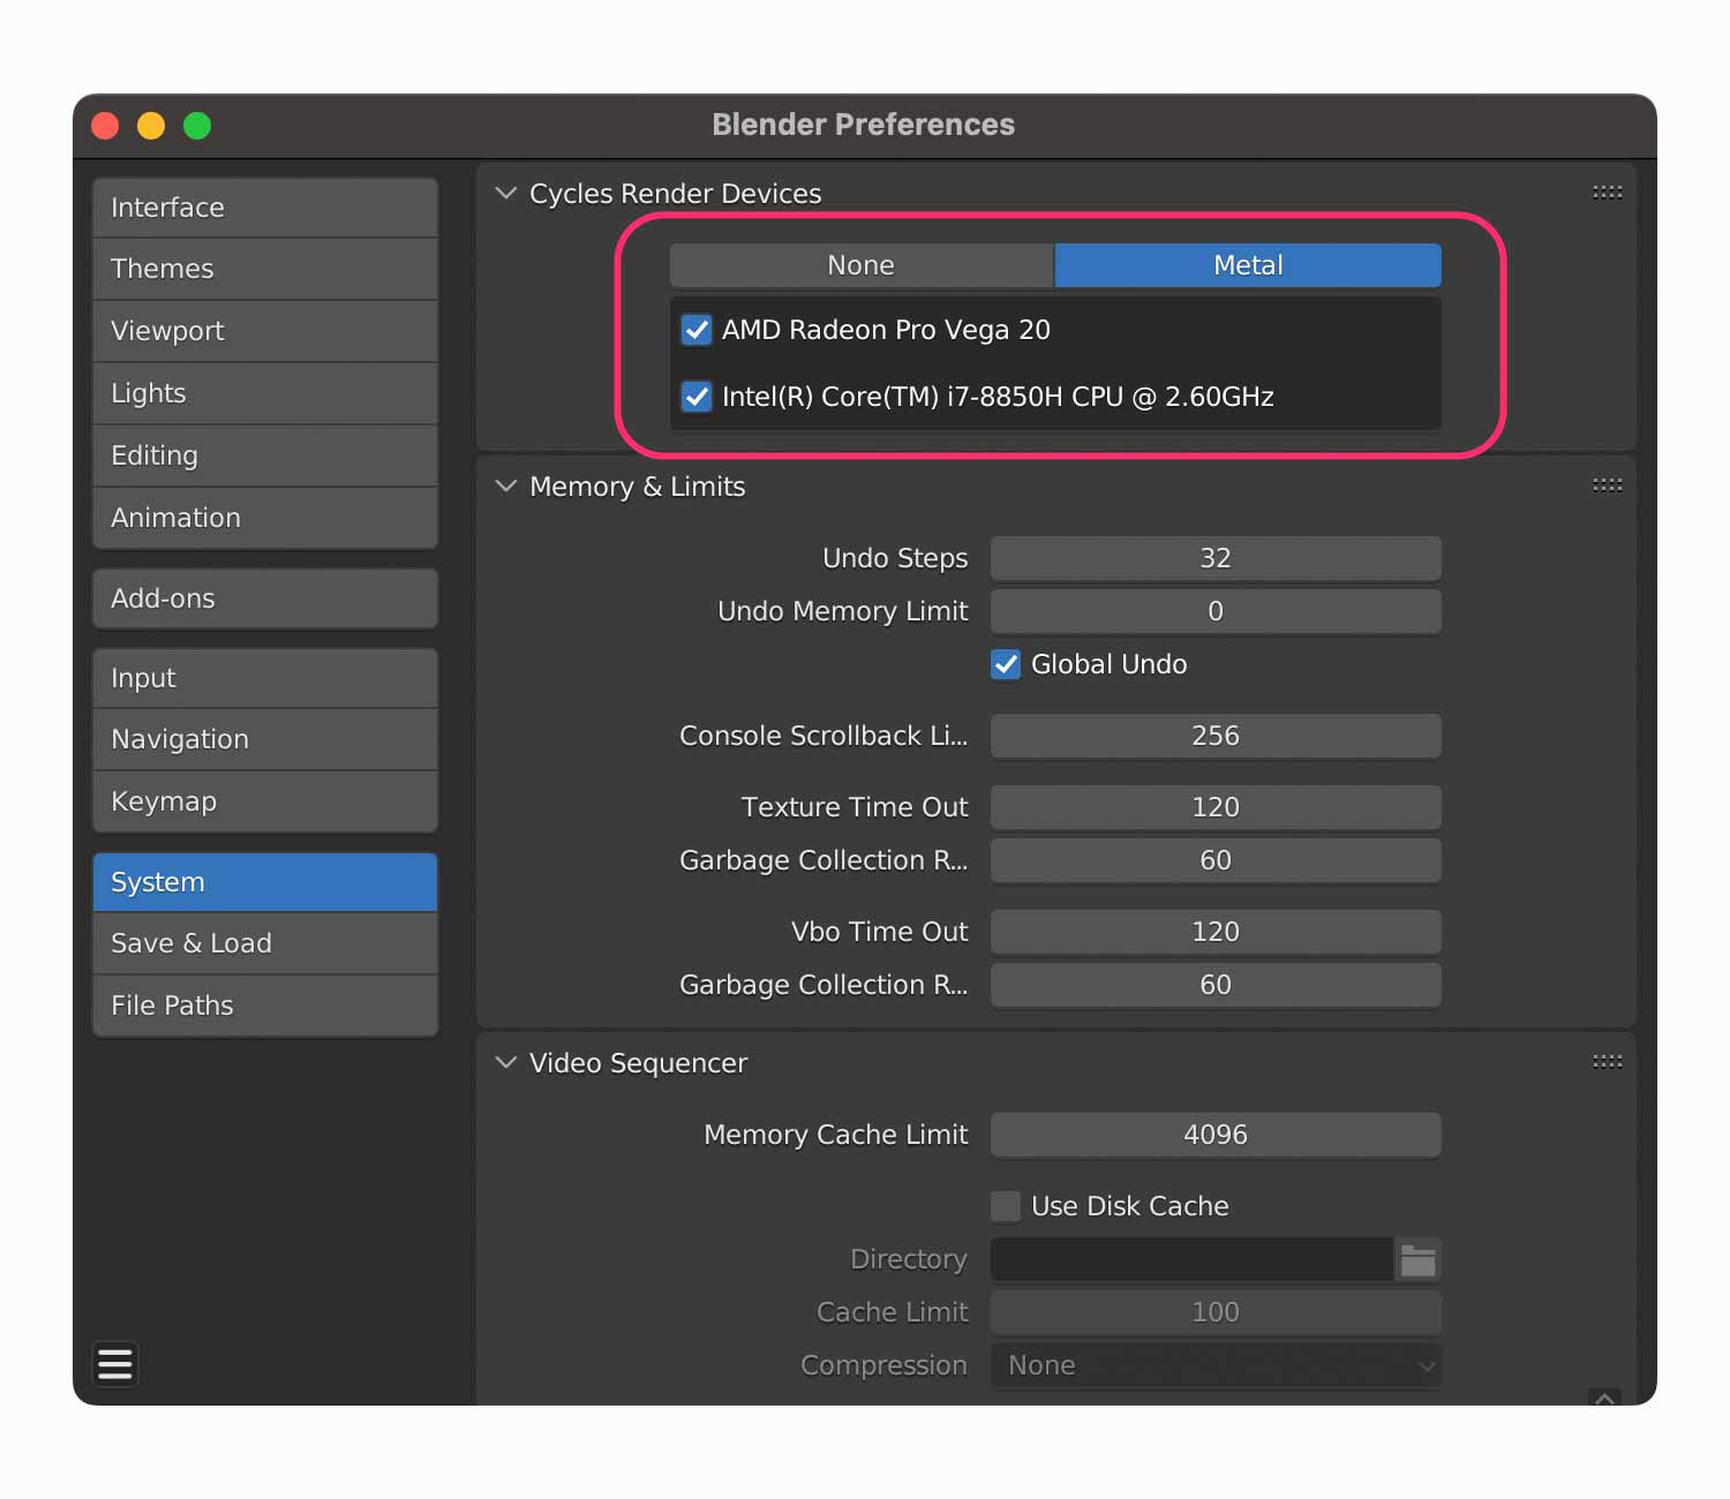 Blender Preferences
Interface
Themes
Viewport
Lights
Editing
Animation
Add-ons
Input
Navigation
Keymap
System
Save & Load
File Paths
Cycles Render Devices
None Metal
AMD Radeon Pro Vega 20
Intel(R) Core(TM) i7-8850H CPU @ 2.60GHz
Memory & Limits
Undo Steps 32
Undo Memory Limit 0
Global Undo
Console Scrollback Li... 256
Texture Time Out 120
Garbage Collection R... 60
Vbo Time Out 120
Garbage Collection R... 60
Video Sequencer
Memory Cache Limit 4096
Use Disk Cache
Directory
Cache Limit 100
Compression None